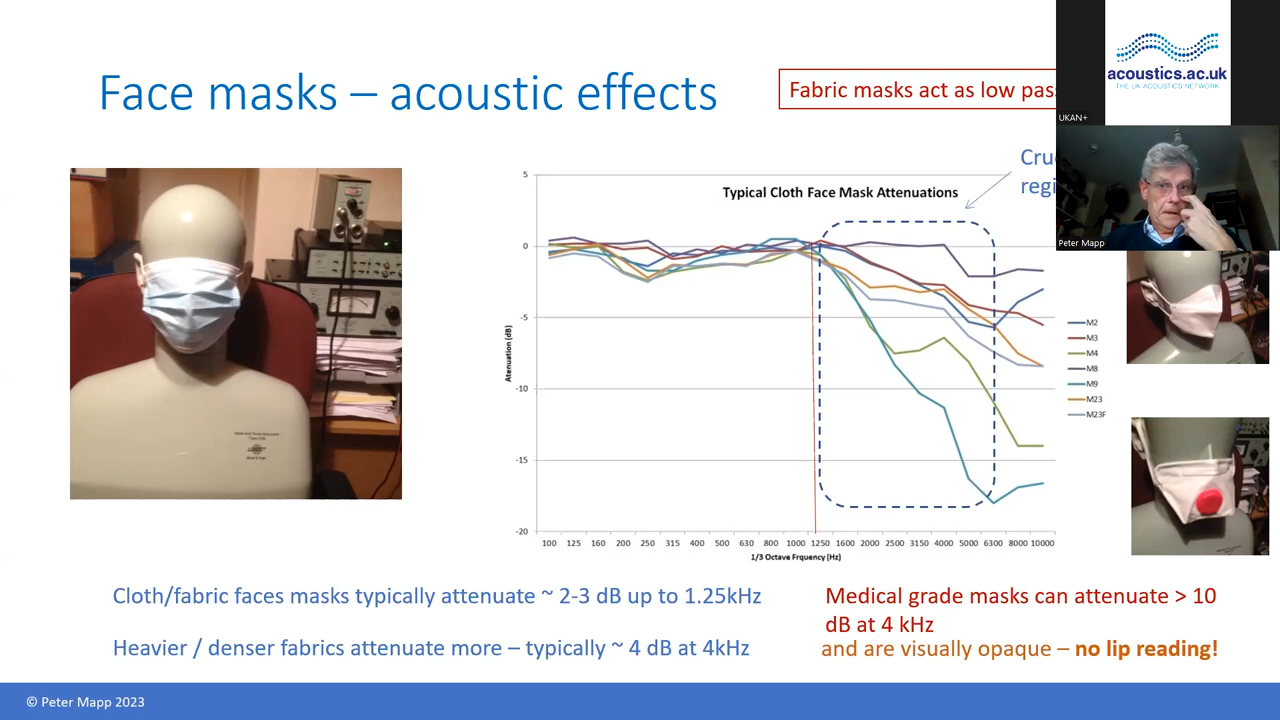 Face masks – acoustic effects
Fabric masks act as low pas
acoustics.ac.uk
THE UK ACOUSTICS NETWORK
UKAN+
Peter Mapp
Cru
regi
Typical Cloth Face Mask Attenuations
5
0
-5
-10
-15
-20
Atenuation (dB)
100 125 160 200 250 315 400 500 630 800 1000 1250 1600 2000 2500 3150 4000 5000 6300 8000 10000
1/3 Octave Frquency (Hz)
M2
M3
M4
M8
M9
M23
M23F
Cloth/fabric faces masks typically attenuate ~ 2-3 dB up to 1.25kHz
Heavier / denser fabrics attenuate more – typically ~ 4 dB at 4kHz
Medical grade masks can attenuate > 10
dB at 4 kHz
and are visually opaque – no lip reading!
© Peter Mapp 2023